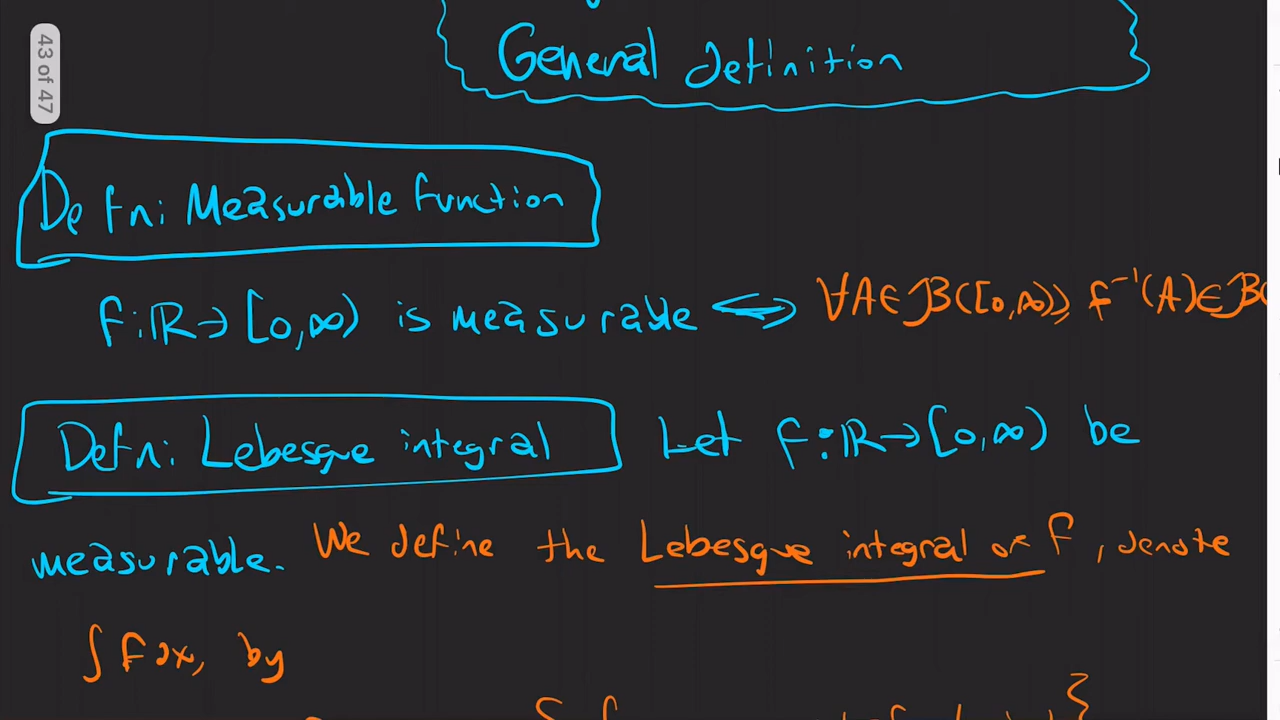 43 of 47
General definition
Defn: Measurable function
f:ℝ→[0,∞) is measurable ⟺ ∀A∈B([0,∞)), f⁻¹(A)∈B(
Defn: Lebesgue integral Let f:ℝ→[0,∞) be
measurable. We define the Lebesgue integral of f, denote
∫f dx, by